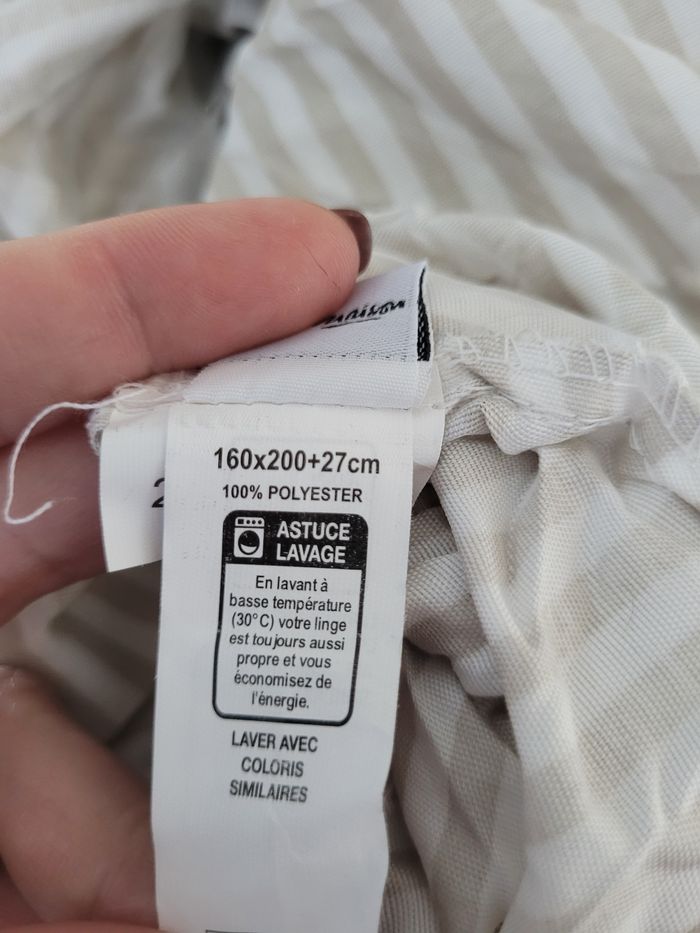 160x200+27cm
100% POLYESTER
ASTUCE
LAVAGE
En lavant à
basse température
(30°C) votre linge
est toujours aussi
propre et vous
économisez de
l'énergie.
LAVER AVEC
COLORIS
SIMILAIRES